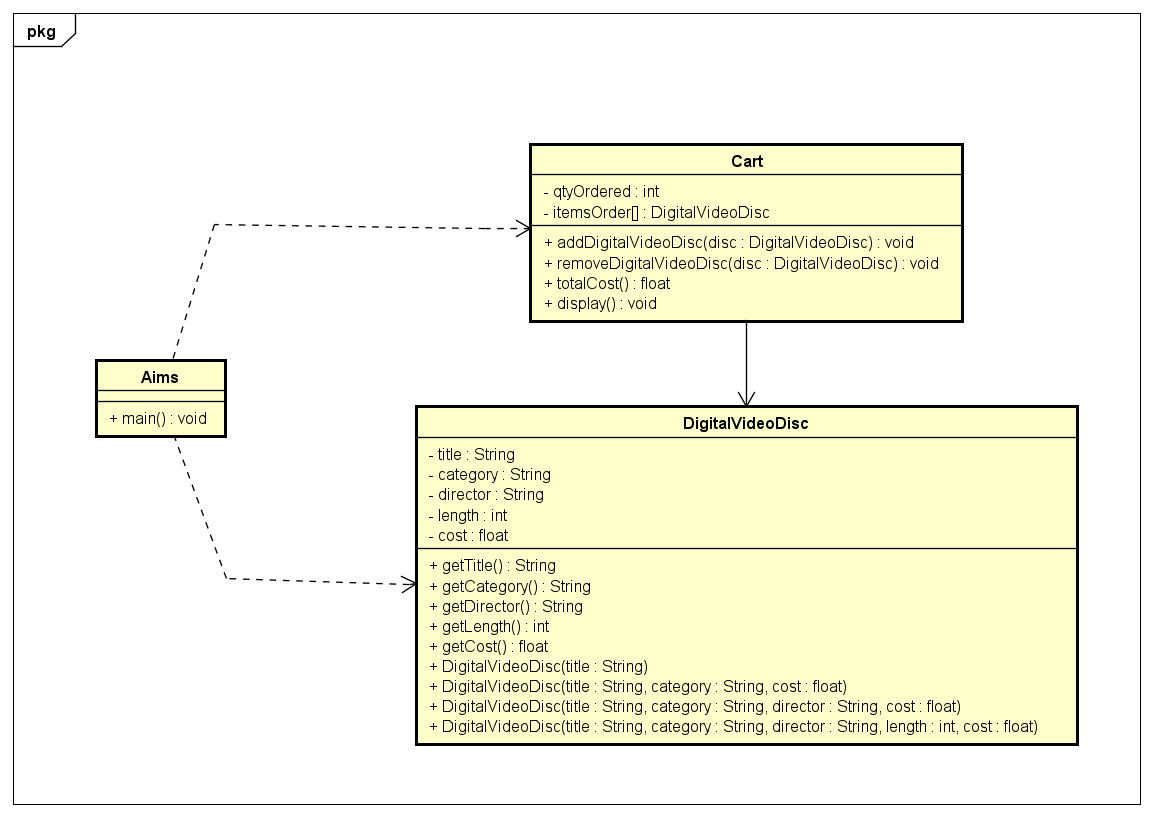 pkg
Cart
- qtyOrdered : int
- itemsOrder[] : DigitalVideoDisc
+ addDigitalVideoDisc(disc : DigitalVideoDisc) : void
+ removeDigitalVideoDisc(disc : DigitalVideoDisc) : void
+ totalCost() : float
+ display() : void
Aims
+ main() : void
DigitalVideoDisc
- title : String
- category : String
- director : String
- length : int
- cost : float
+ getTitle() : String
+ getCategory() : String
+ getDirector() : String
+ getLength() : int
+ getCost() : float
+ DigitalVideoDisc(title : String)
+ DigitalVideoDisc(title : String, category : String, cost : float)
+ DigitalVideoDisc(title : String, category : String, director : String, cost : float)
+ DigitalVideoDisc(title : String, category : String, director : String, length : int, cost : float)